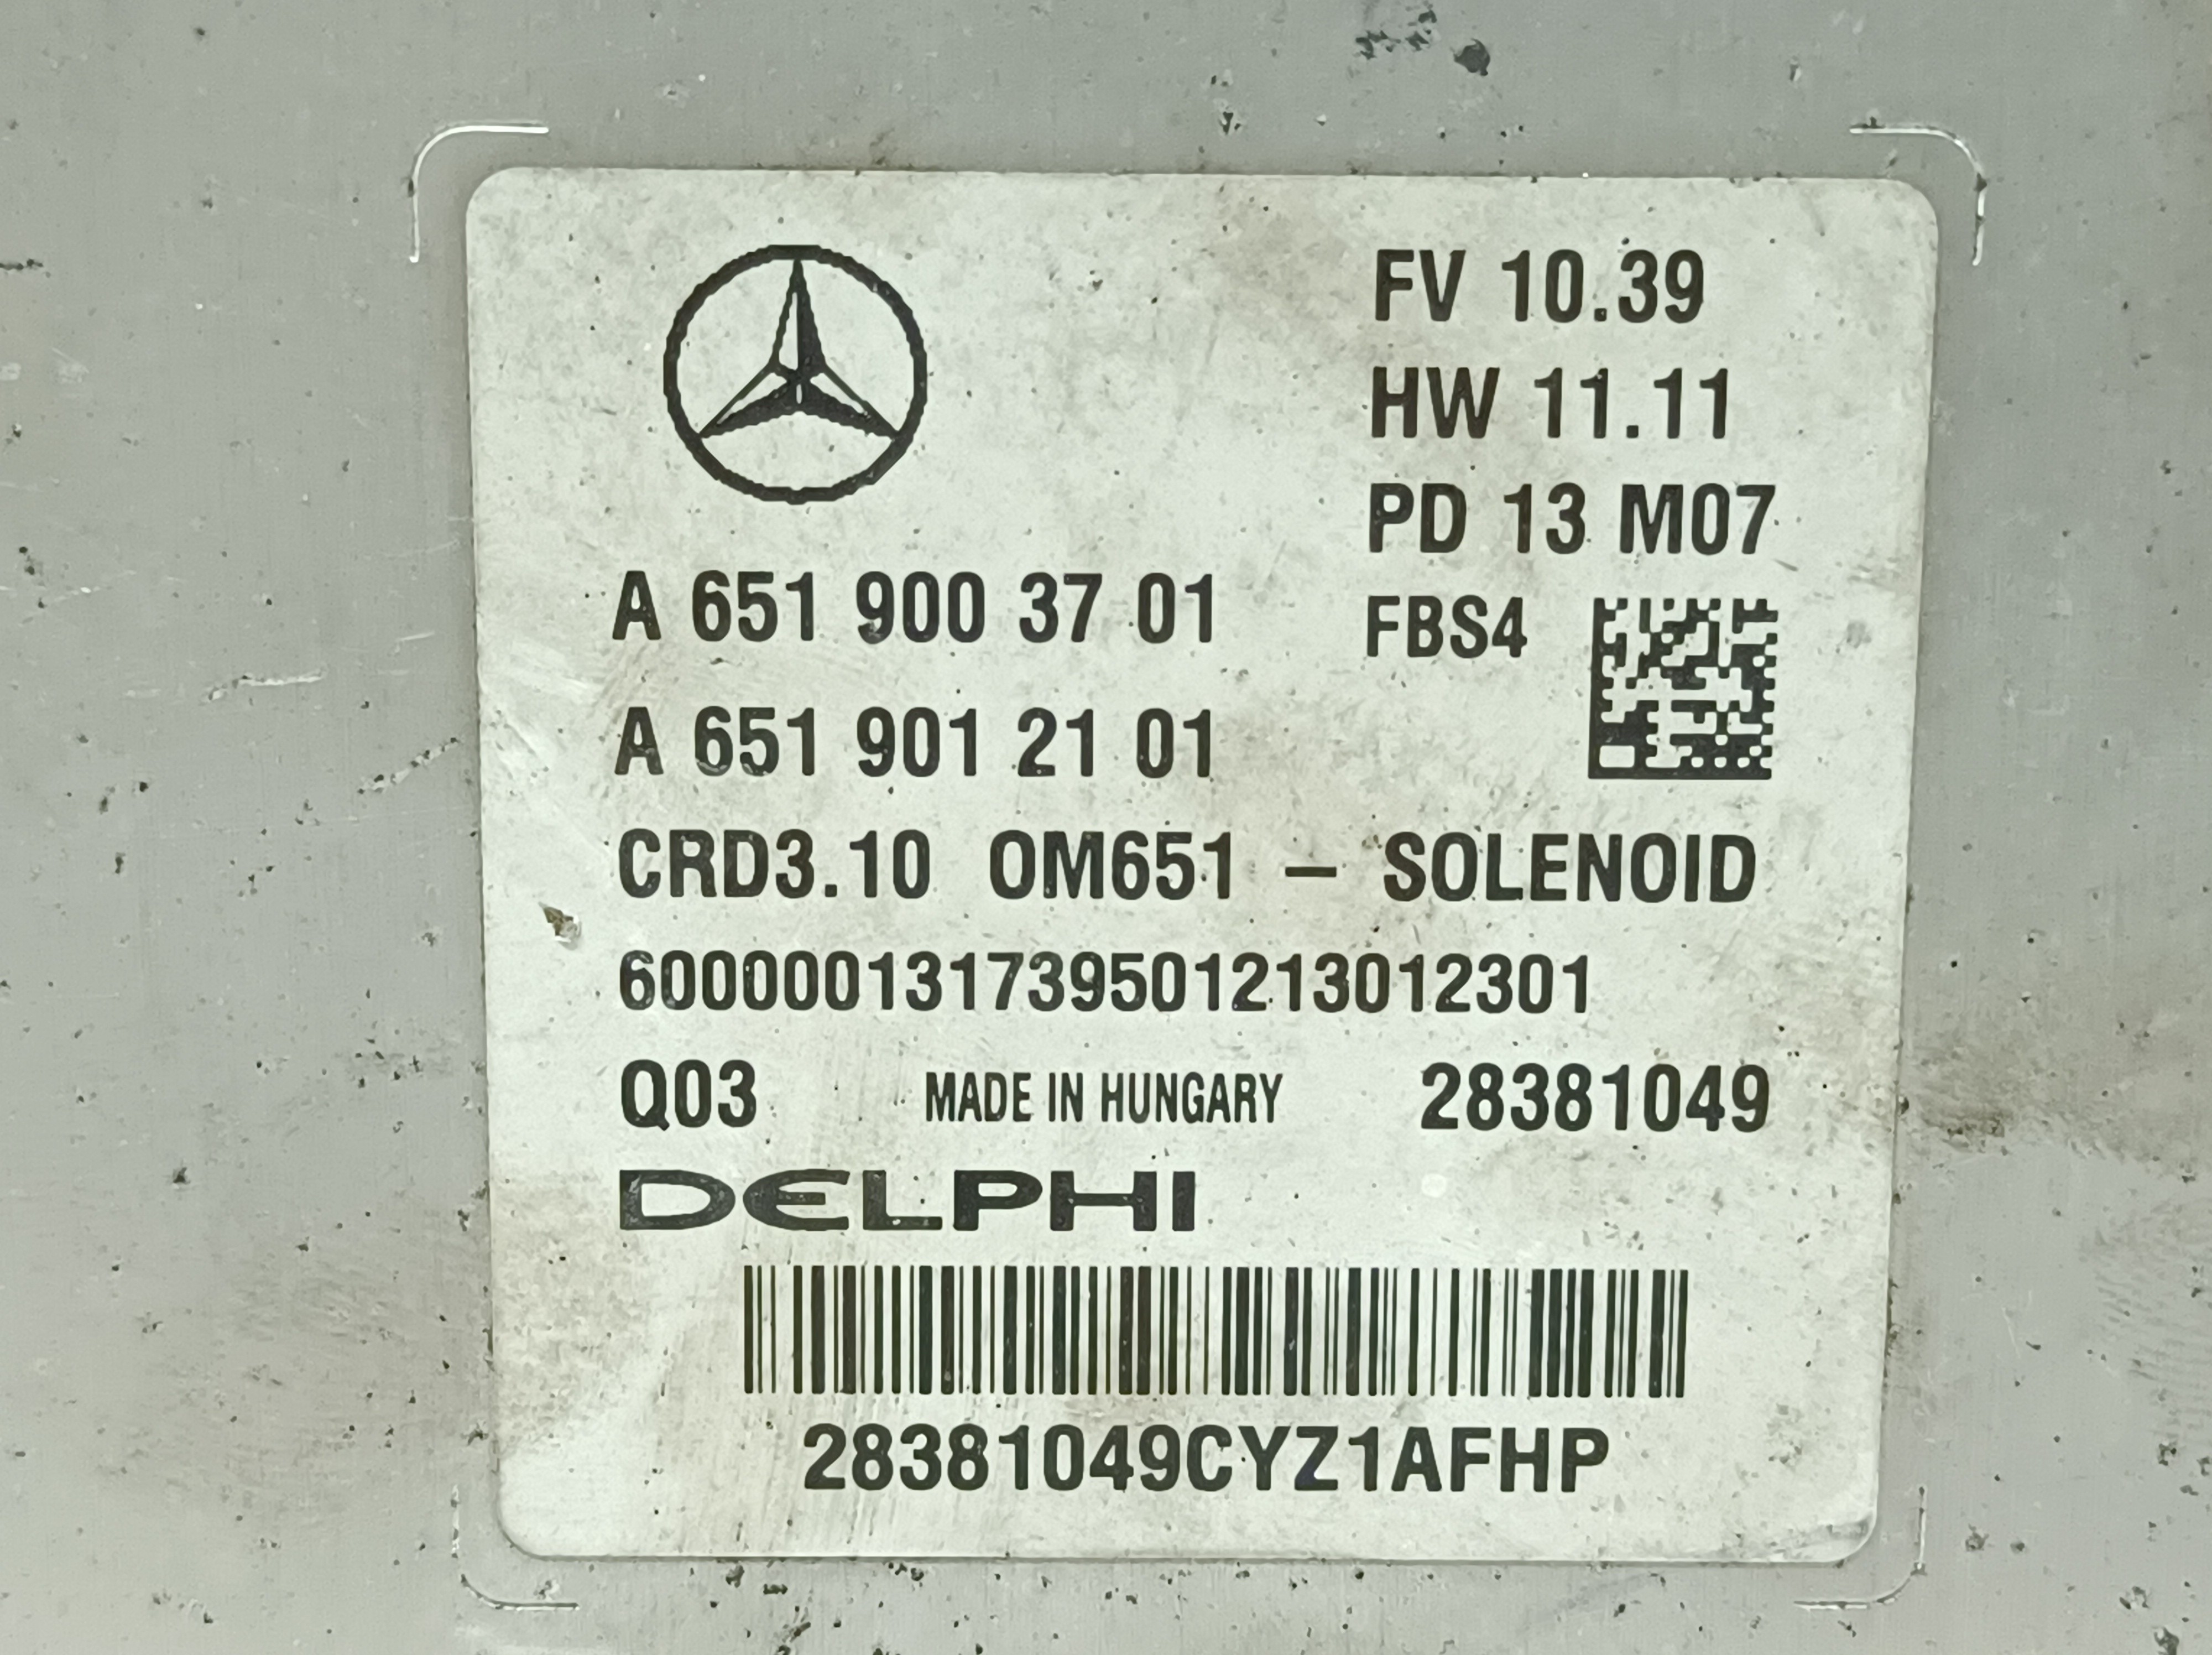 FV 10.39
HW 11.11
PD 13 M07
A 651 900 37 01
FBS4
A 651 901 21 01
CRD3.10 OM651 – SOLENOID
600000131739501213012301
Q03 MADE IN HUNGARY 28381049
DELPHI
28381049CYZ1AFHP